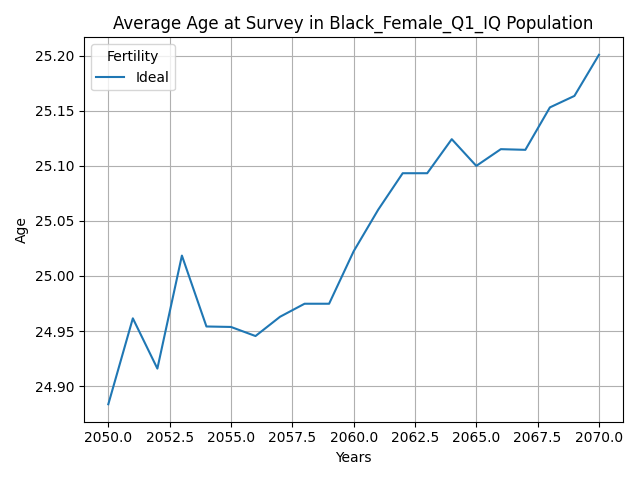 Average Age at Survey in Black_Female_Q1_IQ Population
Fertility
Ideal
25.20
25.15
25.10
25.05
25.00
24.95
24.90
Age
2050.0 2052.5 2055.0 2057.5 2060.0 2062.5 2065.0 2067.5 2070.0
Years